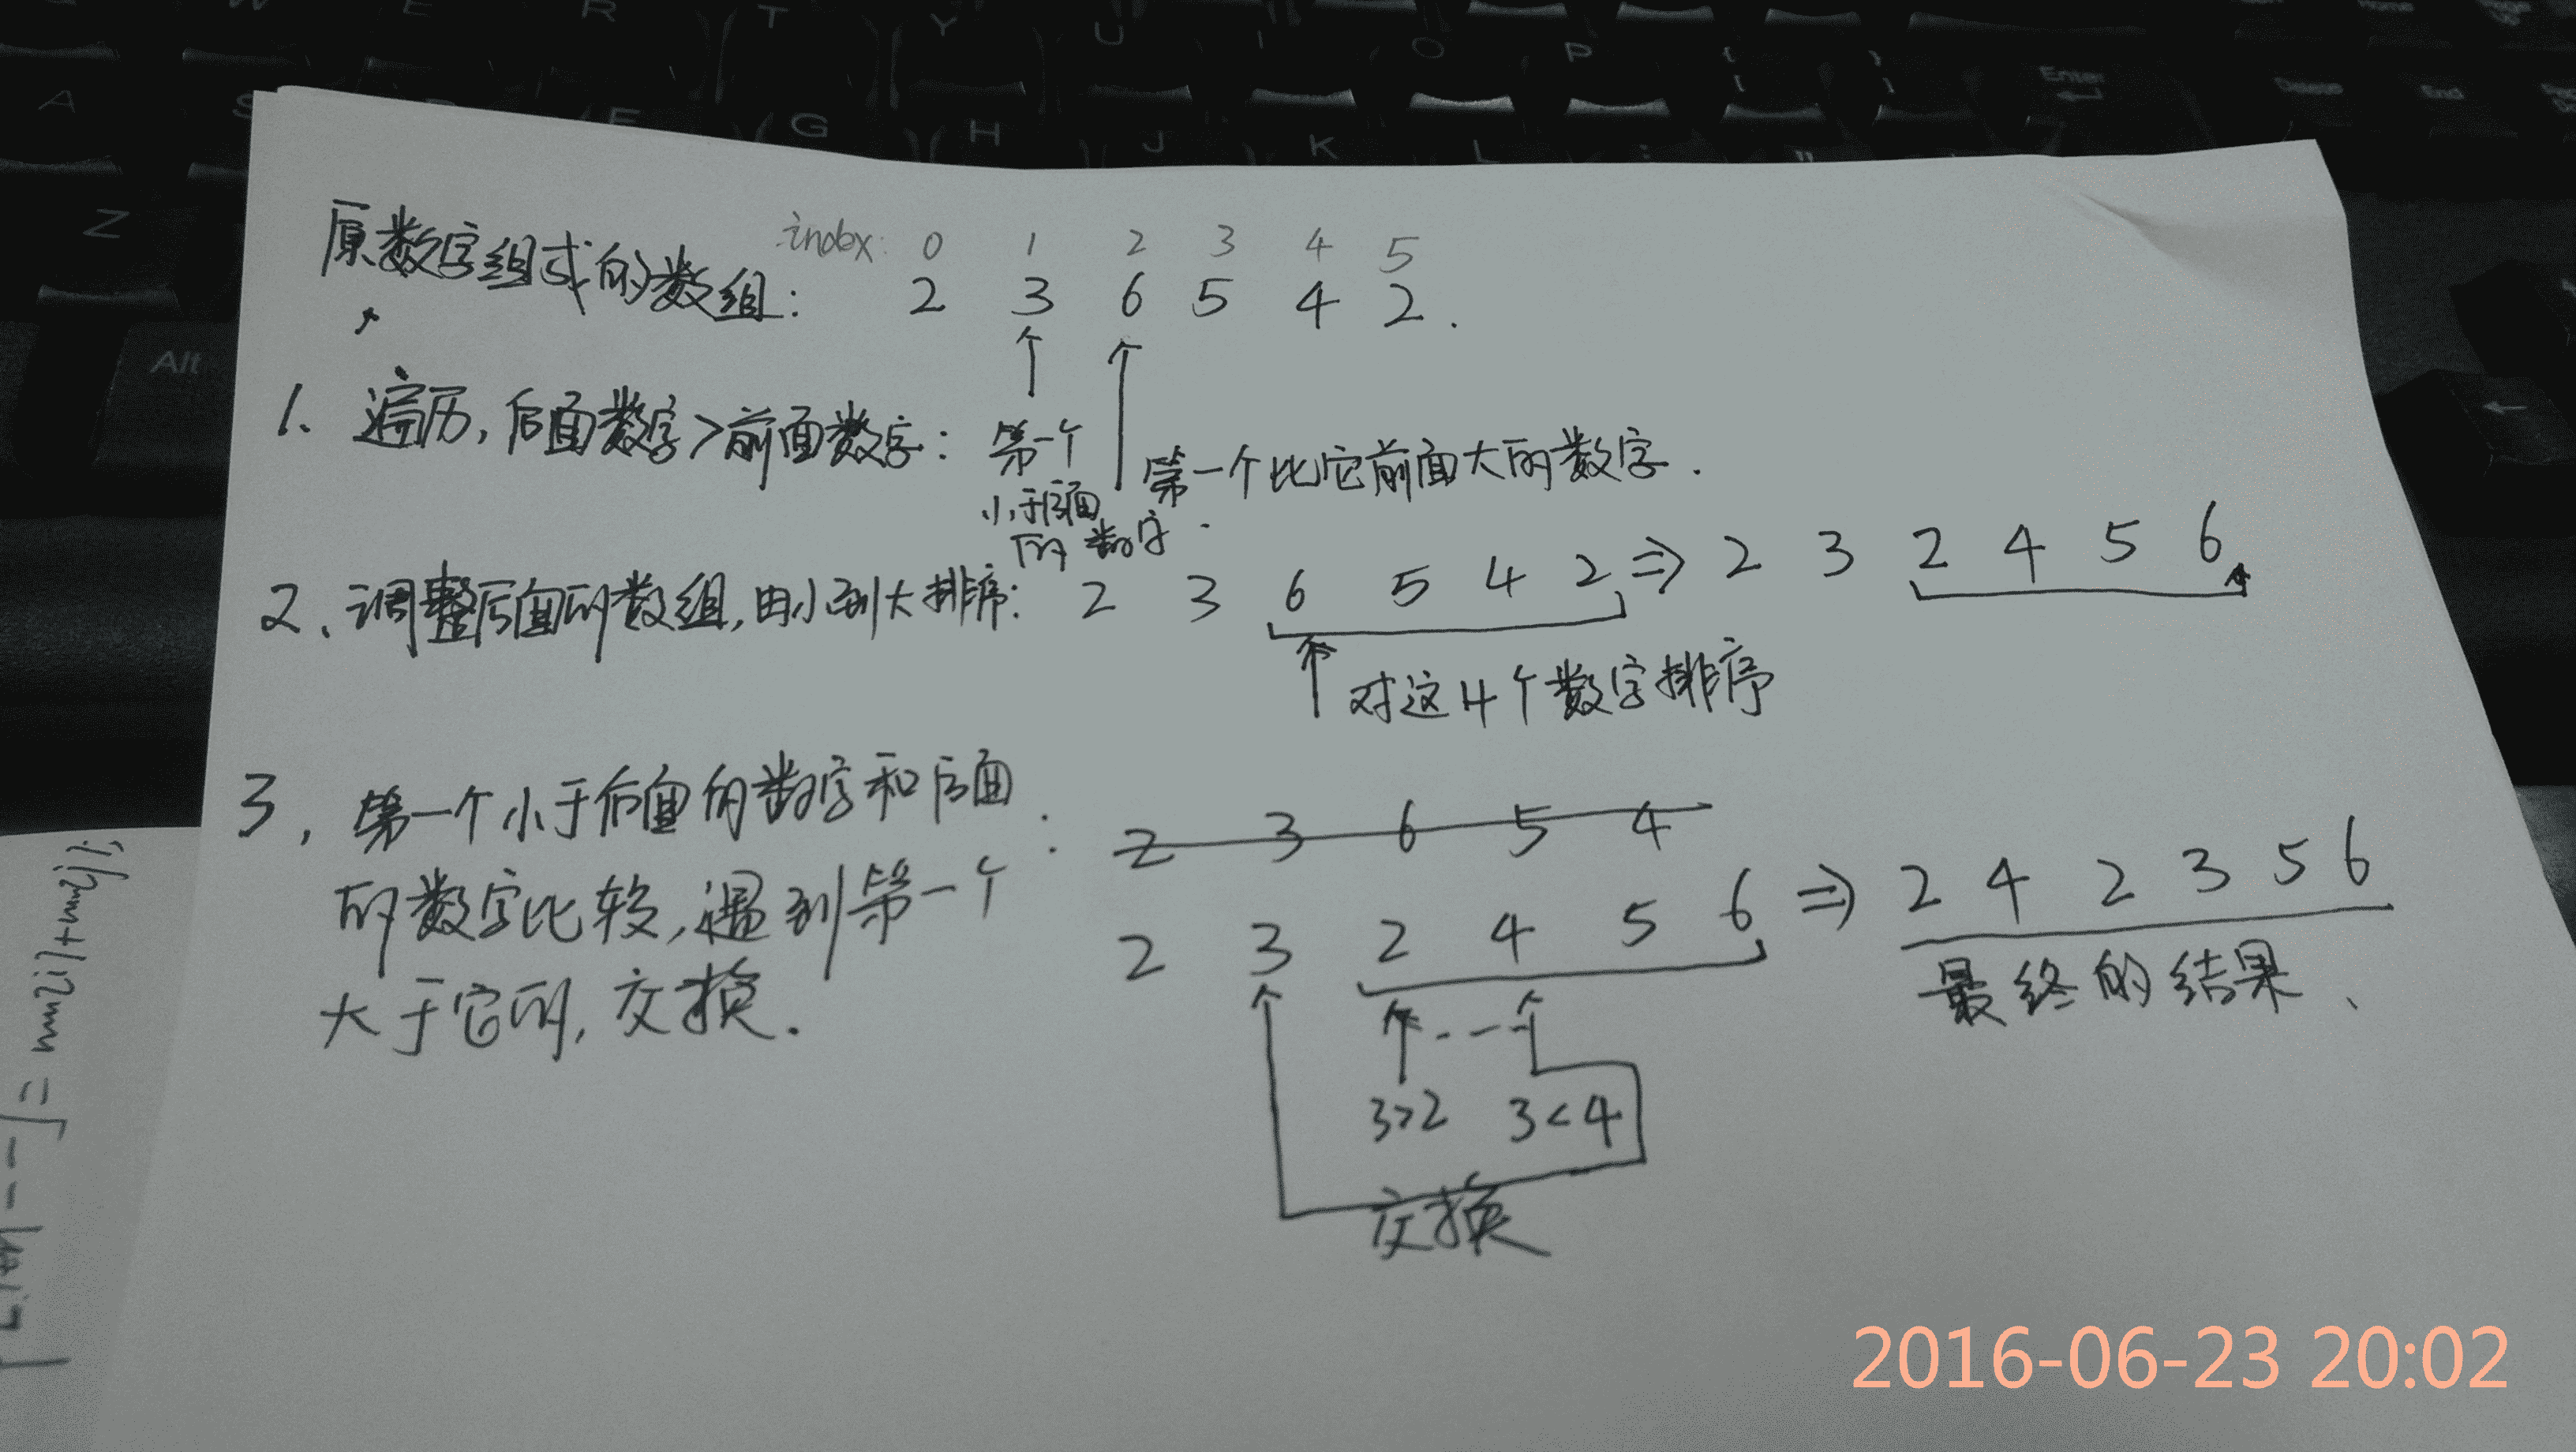 index: 0 1 2 3 4 5
原数字组成的数组: 2 3 6 5 4 2.
1. 遍历, 后面数字>前面数字: 第一个小于后面的数字. 第一个比它前面大的数字.
2、调整后面的数组, 由小到大排序: 2 3 6 5 4 2 => 2 3 2 4 5 6
对这4个数字排序
3, 第一个小于后面的数字和后面: 2 3 6 5 4
的数字比较, 遇到第一个
大于它的, 交换.
2 3 2 4 5 6 => 2 4 2 3 5 6
最终的结果、
3>2 3<4
交换
2016-06-23 20:02
E R T Y U I O P
{ [ } ]
Enter
Home
Delete End
A S F G H J K L : "
Z
Alt